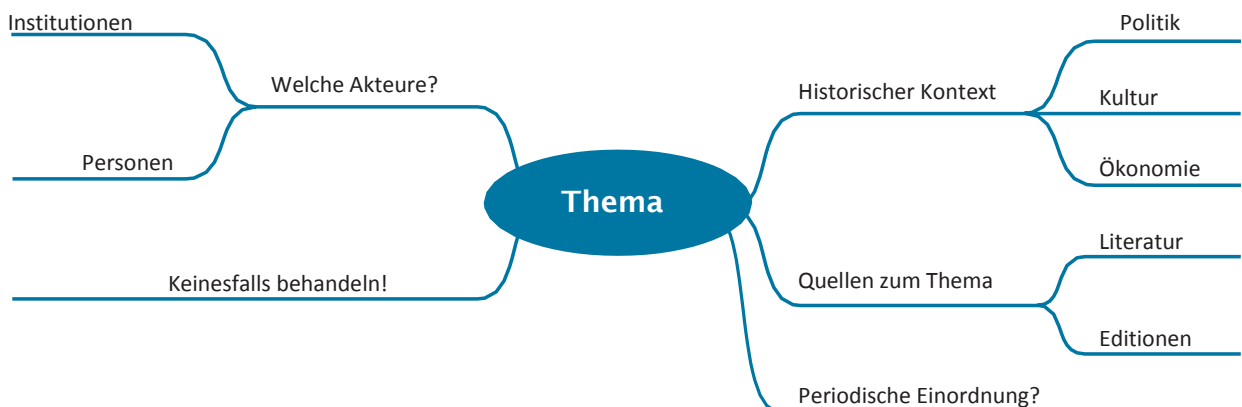 Institutionen
Welche Akteure?
Personen
Keinesfalls behandeln!
Thema
Historischer Kontext
Politik
Kultur
Ökonomie
Quellen zum Thema
Literatur
Editionen
Periodische Einordnung?